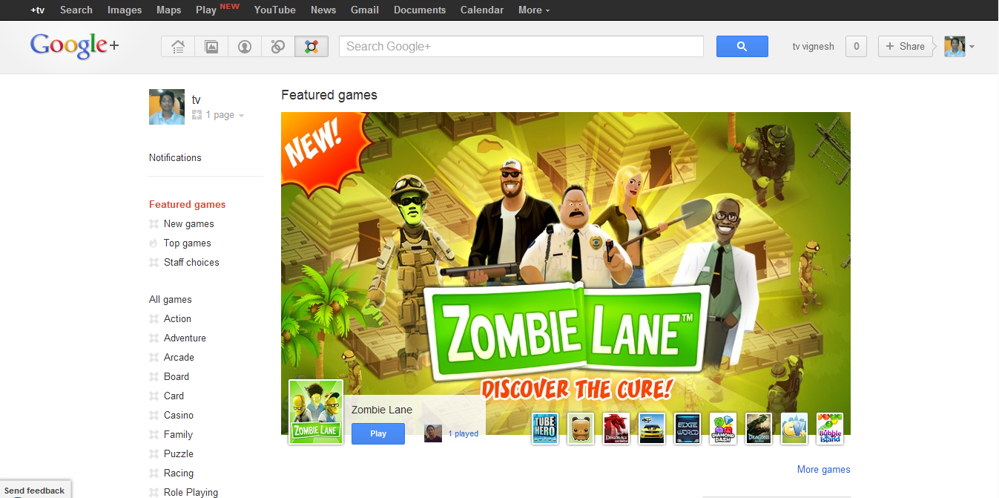 +tv Search Images Maps Play NEW YouTube News Gmail Documents Calendar More
Google+
Search Google+
tv vignesh
0
+ Share
tv
1 page
Notifications
Featured games
New games
Top games
Staff choices
All games
Action
Adventure
Arcade
Board
Card
Casino
Family
Puzzle
Racing
Role Playing
Send feedback
Featured games
NEW!
ZOMBIE LANE™
DISCOVER THE CURE!
ZOMBIE LANE
Zombie Lane
Play
1 played
TUBE HERO
DRAGON AGE
EDGE WORLD
DIAMOND DASH
DRAGONS
CV
Bubble Island
More games